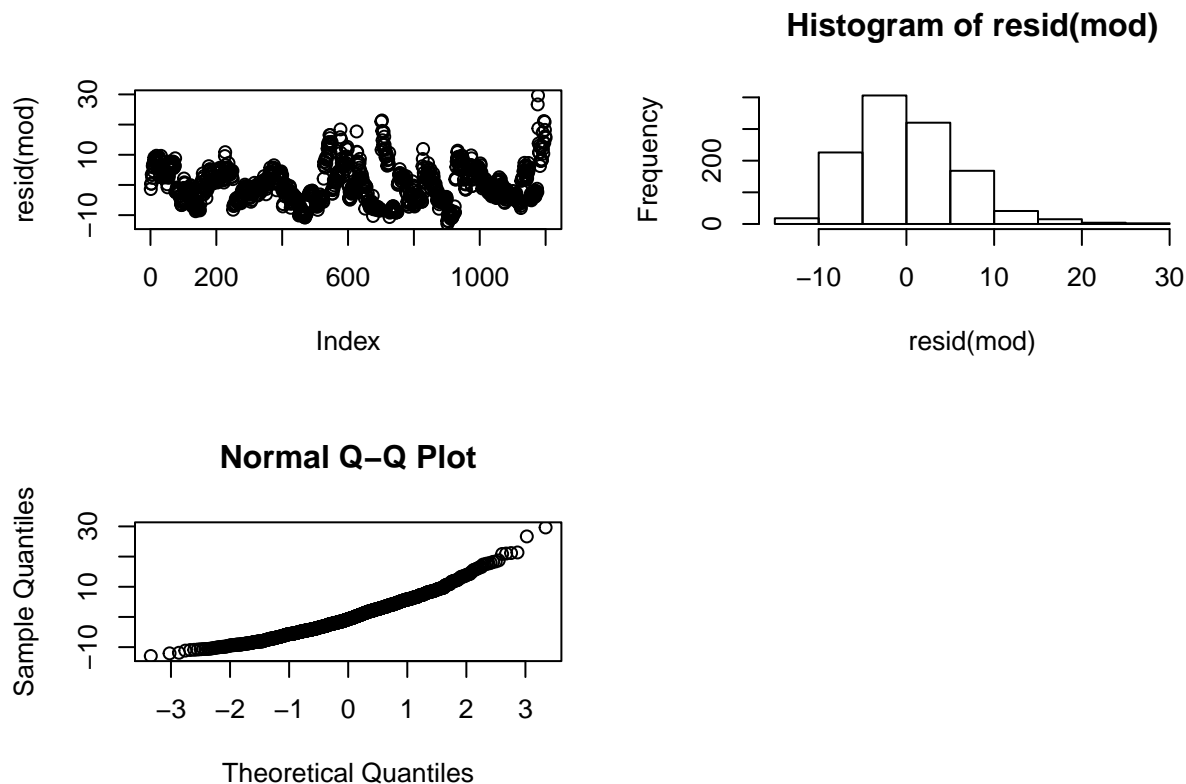 resid(mod)
30
10
−10
0 200 600 1000
Index
Histogram of resid(mod)
Frequency
200
0
−10 0 10 20 30
resid(mod)
Normal Q−Q Plot
Sample Quantiles
30
10
−10
−3 −2 −1 0 1 2 3
Theoretical Quantiles